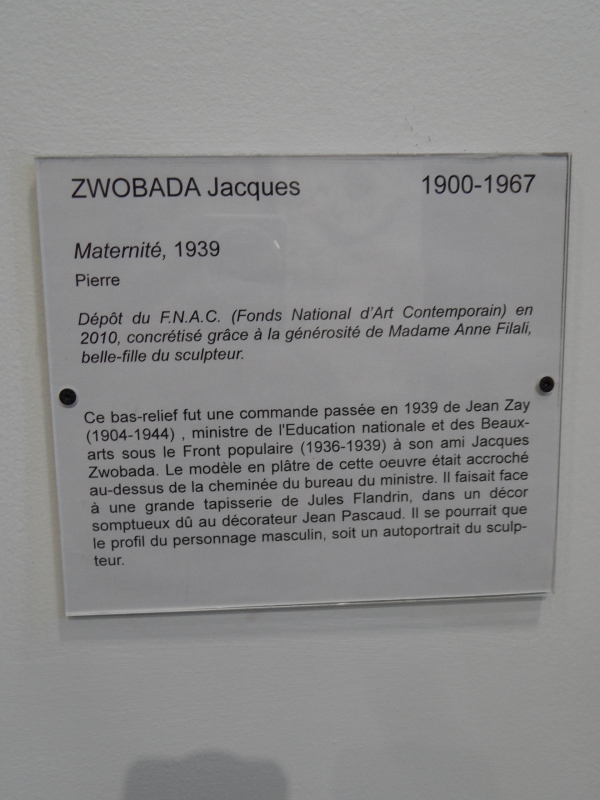 ZWOBADA Jacques 1900-1967
Maternité, 1939
Pierre
Dépôt du F.N.A.C. (Fonds National d'Art Contemporain) en
2010, concrétisé grâce à la générosité de Madame Anne Filali,
belle-fille du sculpteur.
Ce bas-relief fut une commande passée en 1939 de Jean Zay
(1904-1944) , ministre de l'Education nationale et des Beaux-
arts sous le Front populaire (1936-1939) à son ami Jacques
Zwobada. Le modèle en plâtre de cette oeuvre était accroché
au-dessus de la cheminée du bureau du ministre. Il faisait face
à une grande tapisserie de Jules Flandrin, dans un décor
somptueux dû au décorateur Jean Pascaud. Il se pourrait que
le profil du personnage masculin, soit un autoportrait du sculp-
teur.